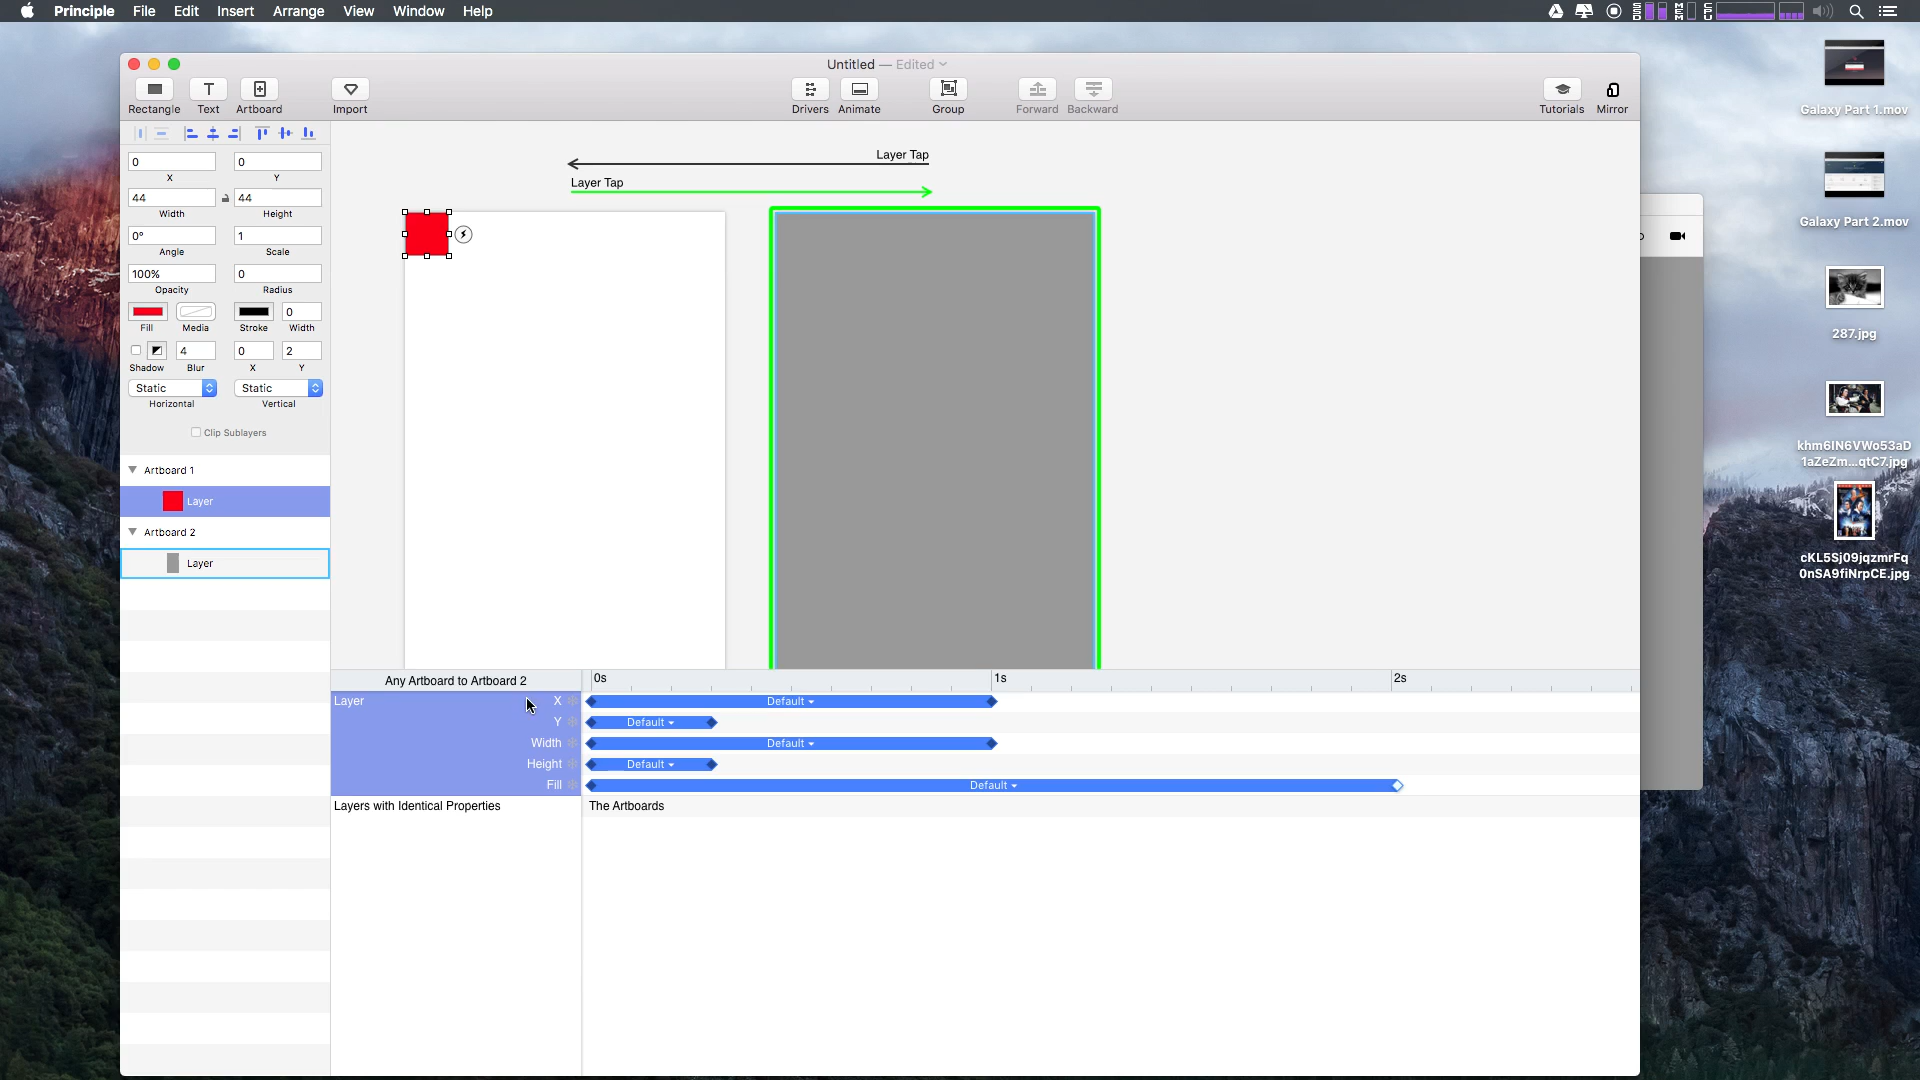 Principle File Edit Insert Arrange View Window Help
SSD MEM CPU
Untitled — Edited
Rectangle Text Artboard Import Drivers Animate Group Forward Backward Tutorials Mirror
0 0
X Y
44 44
Width Height
0° 1
Angle Scale
100% 0
Opacity Radius
0
Fill Media Stroke Width
4 0 2
Shadow Blur X Y
Static Static
Horizontal Vertical
Clip Sublayers
Artboard 1
Layer
Artboard 2
Layer
Layer Tap
Layer Tap
Any Artboard to Artboard 2 0s 1s 2s
Layer X Default
Y Default
Width Default
Height Default
Fill Default
Layers with Identical Properties The Artboards
Galaxy Part 1.mov
Galaxy Part 2.mov
287.jpg
khm6IN6VWo53aD
1aZeZm...qtC7.jpg
cKL5Sj09jqzmrFq
0nSA9fiNrpCE.jpg